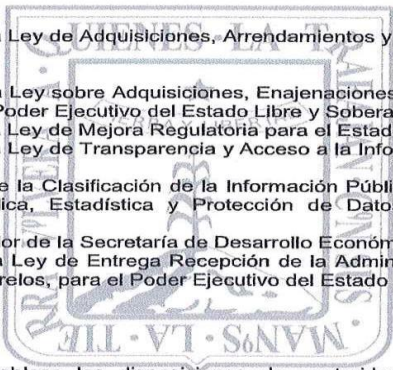 Ley de Adquisiciones, Arrendamientos y
Ley sobre Adquisiciones, Enajenaciones
Poder Ejecutivo del Estado Libre y Sobera
Ley de Mejora Regulatoria para el Estad
Ley de Transparencia y Acceso a la Info
e la Clasificación de la Información Públi
lica, Estadística y Protección de Dato
or de la Secretaría de Desarrollo Económ
Ley de Entrega Recepción de la Admin
relos, para el Poder Ejecutivo del Estado